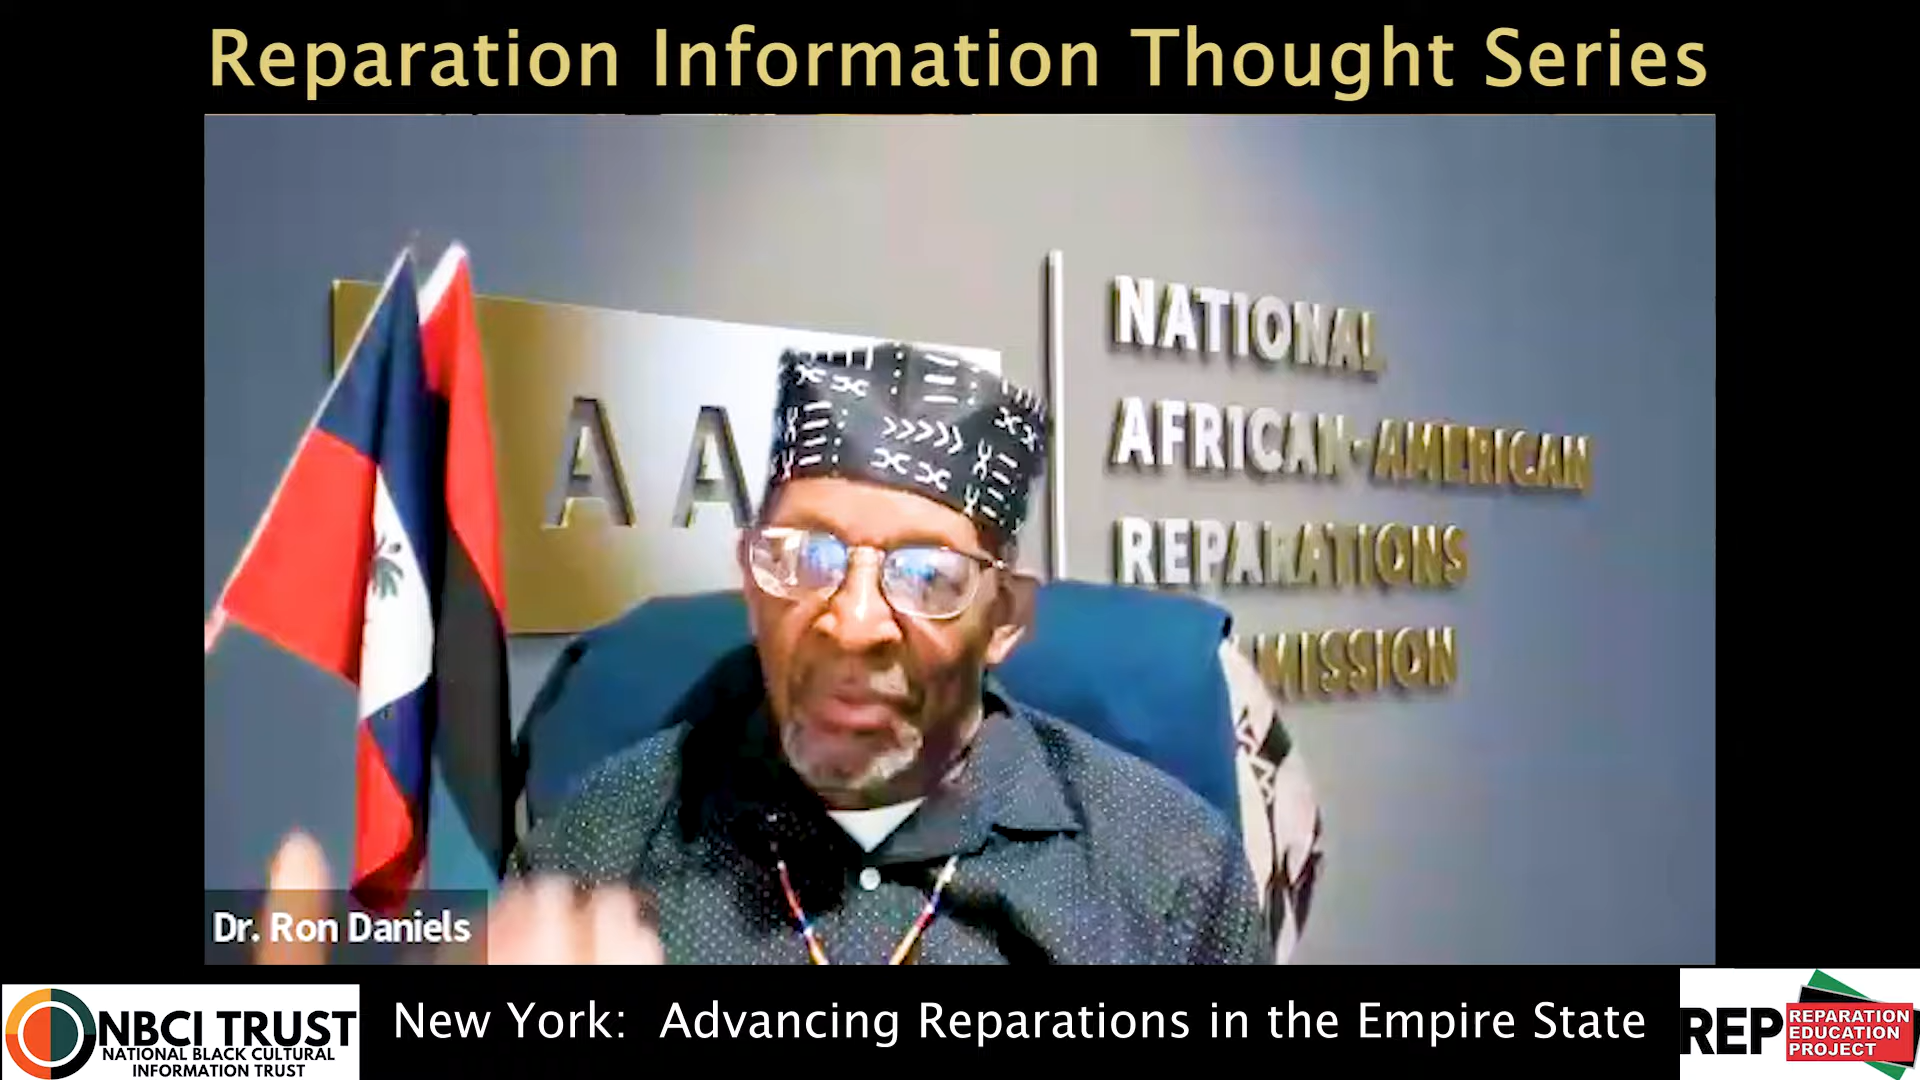 Reparation Information Thought Series
AA
NATIONAL
AFRICAN-AMERICAN
REPARATIONS
MISSION
Dr. Ron Daniels
NBCI TRUST
NATIONAL BLACK CULTURAL
INFORMATION TRUST
New York: Advancing Reparations in the Empire State
REP
REPARATION
EDUCATION
PROJECT